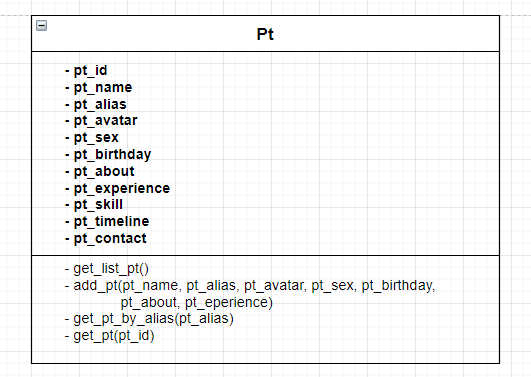 Pt
- pt_id
- pt_name
- pt_alias
- pt_avatar
- pt_sex
- pt_birthday
- pt_about
- pt_experience
- pt_skill
- pt_timeline
- pt_contact
- get_list_pt()
- add_pt(pt_name, pt_alias, pt_avatar, pt_sex, pt_birthday,
pt_about, pt_eperience)
- get_pt_by_alias(pt_alias)
- get_pt(pt_id)